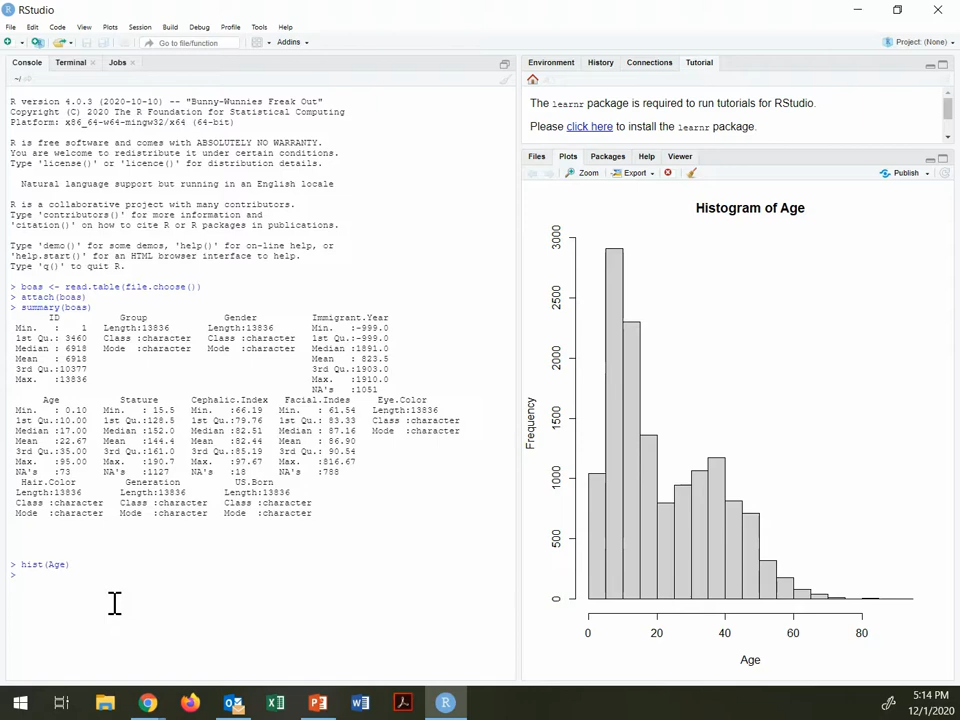 RStudio
File Edit Code View Plots Session Build Debug Profile Tools Help
Go to file/function Addins Project: (None)
Console Terminal Jobs
~/
R version 4.0.3 (2020-10-10) -- "Bunny-Wunnies Freak Out"
Copyright (C) 2020 The R Foundation for Statistical Computing
Platform: x86_64-w64-mingw32/x64 (64-bit)
R is free software and comes with ABSOLUTELY NO WARRANTY.
You are welcome to redistribute it under certain conditions.
Type 'license()' or 'licence()' for distribution details.
Natural language support but running in an English locale
R is a collaborative project with many contributors.
Type 'contributors()' for more information and
'citation()' on how to cite R or R packages in publications.
Type 'demo()' for some demos, 'help()' for on-line help, or
'help.start()' for an HTML browser interface to help.
Type 'q()' to quit R.
> boas <- read.table(file.choose())
> attach(boas)
> summary(boas)
ID Group Gender Immigrant.Year
Min. : 1 Length:13836 Length:13836 Min. :-999.0
1st Qu.: 3460 Class :character Class :character 1st Qu.:-999.0
Median : 6918 Mode :character Mode :character Median :1891.0
Mean : 6918 Mean : 823.5
3rd Qu.:10377 3rd Qu.:1903.0
Max. :13836 Max. :1910.0
NA's :1051
Age Stature Cephalic.Index Facial.Indes Eye.Color
Min. : 0.10 Min. : 15.5 Min. :66.19 Min. : 61.54 Length:13836
1st Qu.:10.00 1st Qu.:128.5 1st Qu.:79.76 1st Qu.: 83.33 Class :character
Median :17.00 Median :152.0 Median :82.51 Median : 87.16 Mode :character
Mean :22.67 Mean :144.4 Mean :82.44 Mean : 86.90
3rd Qu.:35.00 3rd Qu.:161.0 3rd Qu.:85.19 3rd Qu.: 90.54
Max. :95.00 Max. :190.7 Max. :97.67 Max. :816.67
NA's :73 NA's :1127 NA's :18 NA's :788
Hair.Color Generation US.Born
Length:13836 Length:13836 Length:13836
Class :character Class :character Class :character
Mode :character Mode :character Mode :character
> hist(Age)
>
Environment History Connections Tutorial
The learnr package is required to run tutorials for RStudio.
Please click here to install the learnr package.
Files Plots Packages Help Viewer
Zoom Export Publish
Histogram of Age
Frequency
3000
2500
2000
1500
1000
500
0
0 20 40 60 80
Age
5:14 PM
12/1/2020